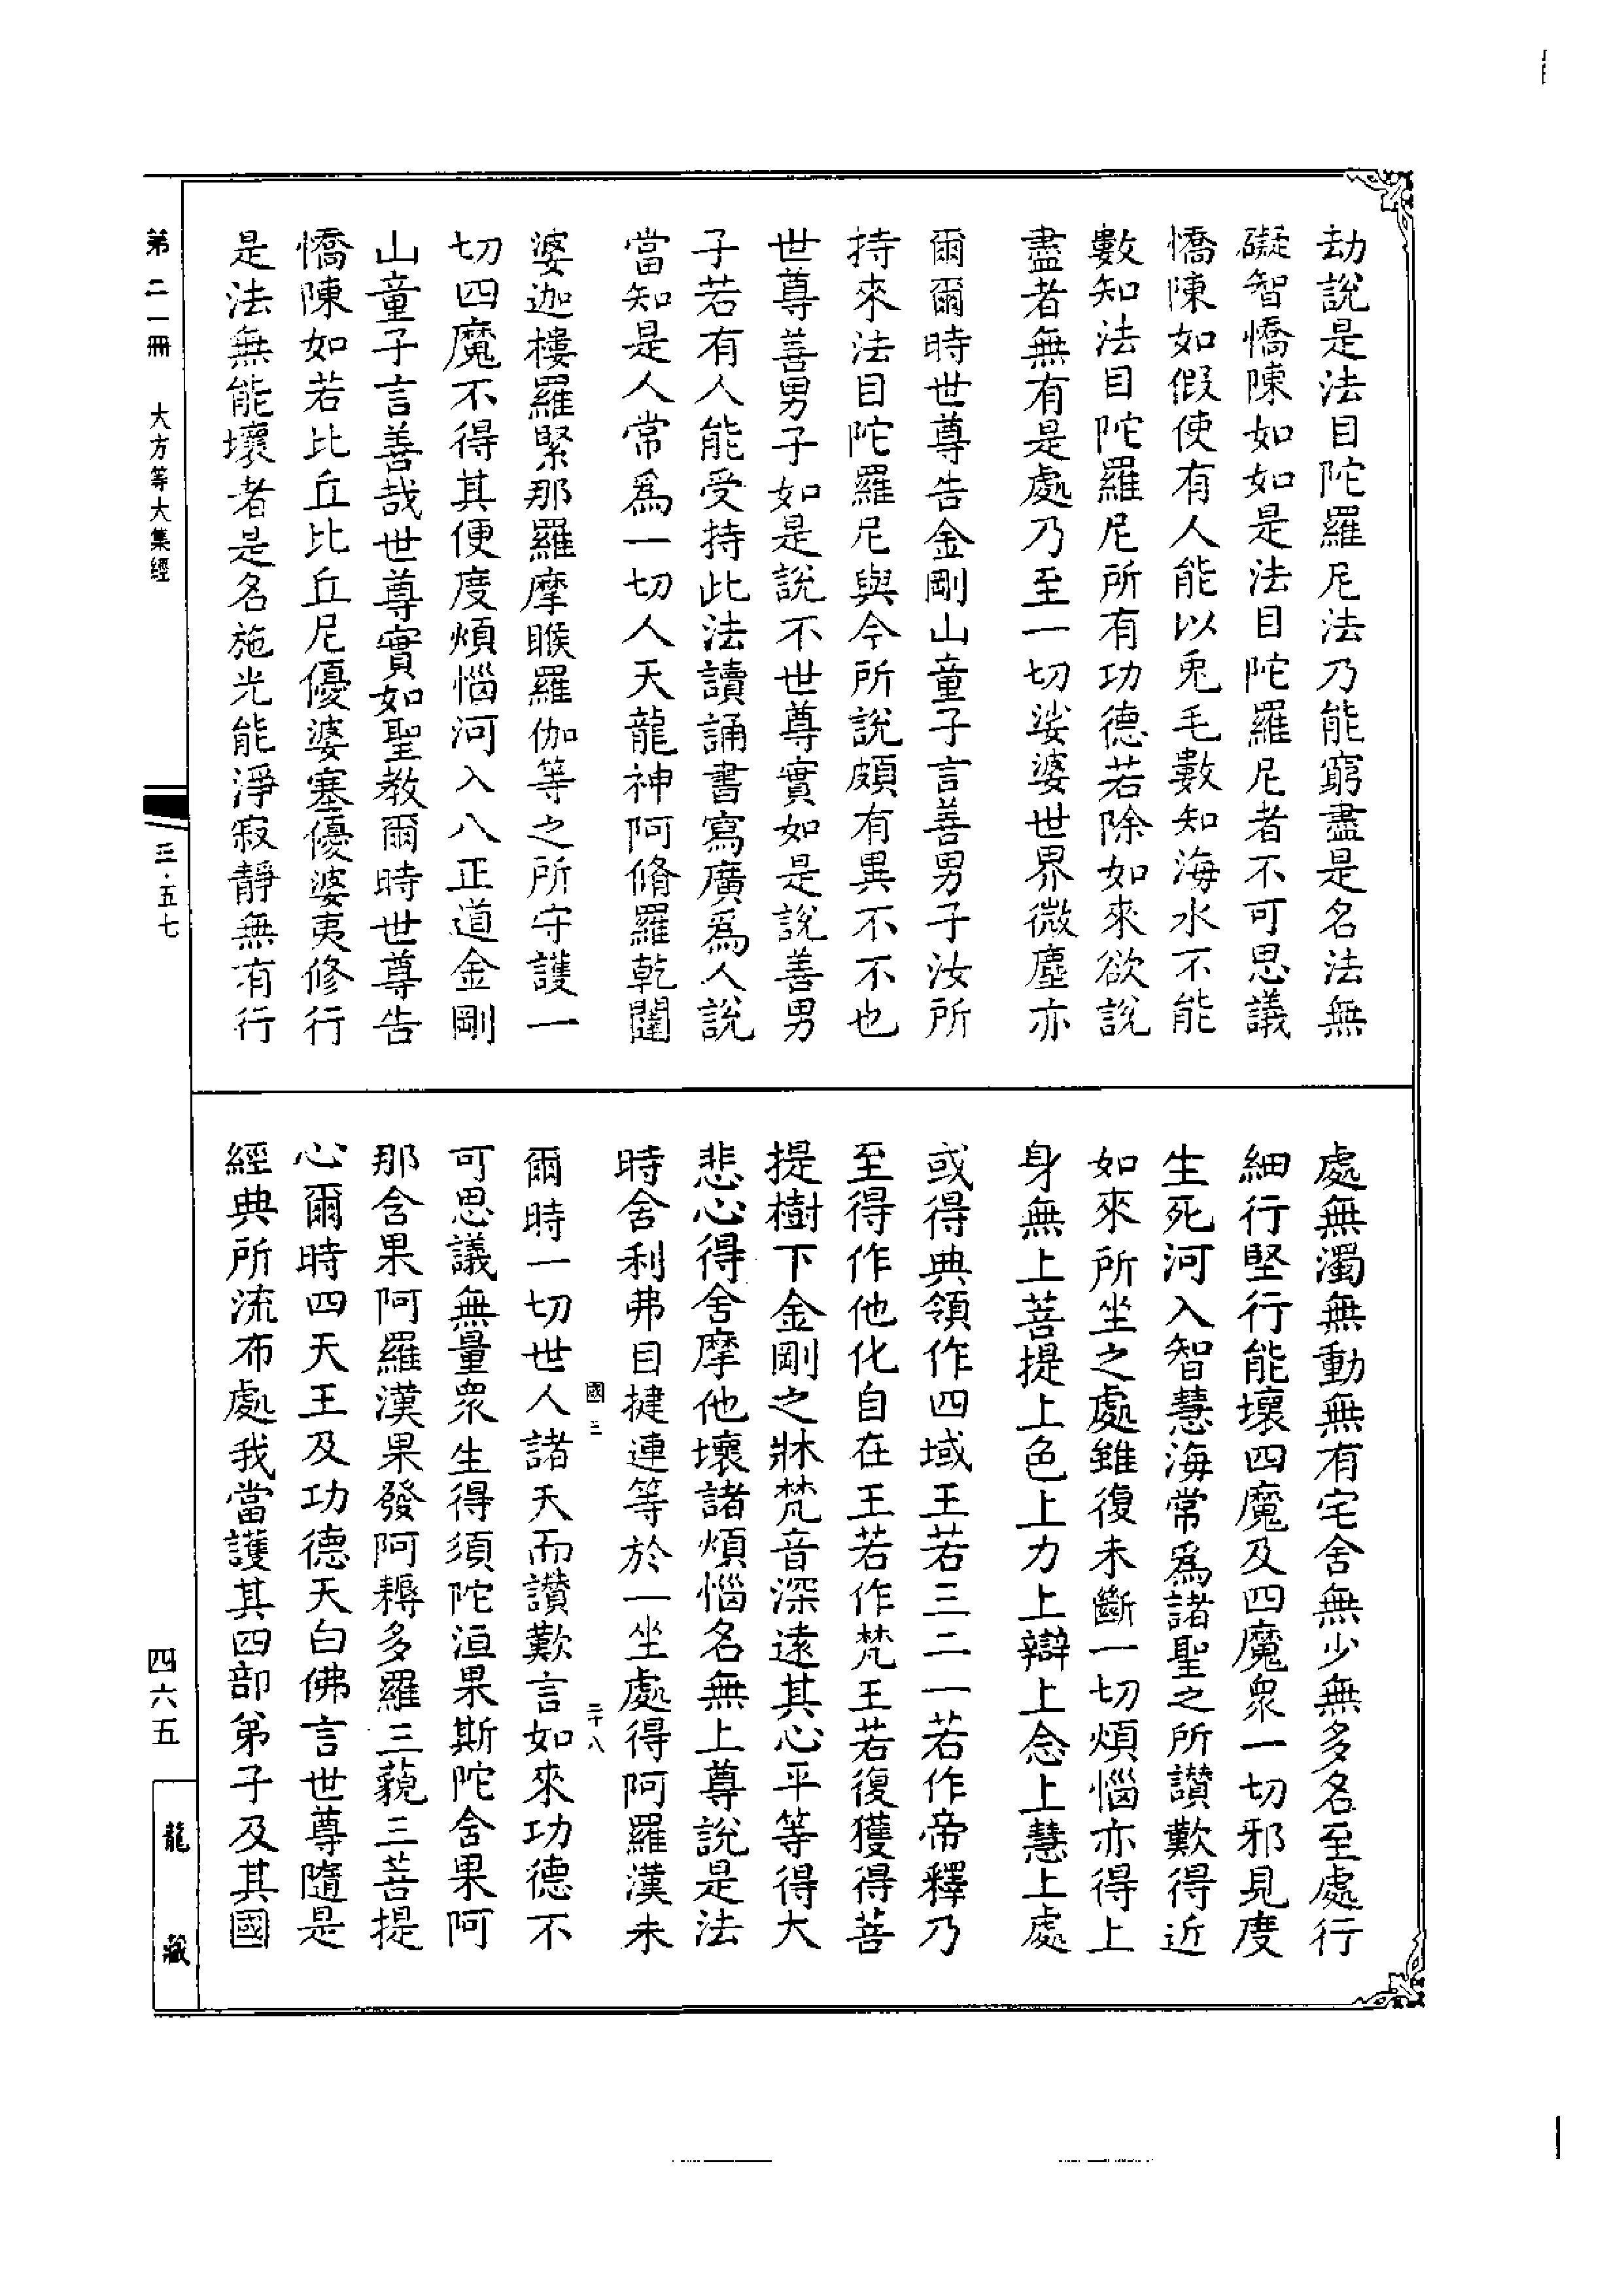 劫說是法目陀羅尼法乃能窮盡是名法無
礙智憍陳如如是法目陀羅尼者不可思議
憍陳如假使有人能以兎毛數知海水不能
數知法目陀羅尼所有功德若除如來欲說
盡者無有是處乃至一切娑婆世界微塵亦
爾爾時世尊告金剛山童子言善男子汝所
持來法目陀羅尼與今所說頗有異不不也
世尊善男子如是說不世尊實如是說善男
子若有人能受持此法讀誦書寫廣爲人說
當知是人常爲一切人天龍神阿脩羅乾闥
婆迦樓羅緊那羅摩睺羅伽等之所守護一
切四魔不得其便度煩惱河入八正道金剛
山童子言善哉世尊實如聖教爾時世尊告
憍陳如若比丘比丘尼優婆塞優婆夷修行
是法無能壞者是名施光能淨寂靜無有行
處無濁無動無有宅舍無少無多名至處行
細行堅行能壞四魔及四魔衆一切邪見度
生死河入智慧海常爲諸聖之所讚歎得近
如來所坐之處雖復未斷一切煩惱亦得上
身無上菩提上色上力上辯上念上慧上處
或得典領作四域王若三二一若作帝釋乃
至得作他化自在王若作梵王若復獲得菩
提樹下金剛之牀梵音深遠其心平等得大
悲心得舍摩他壞諸煩惱名無上尊說是法
時舍利弗目揵連等於一坐處得阿羅漢未
國三 三十八
爾時一切世人諸天而讚歎言如來功德不
可思議無量衆生得須陀洹果斯陀含果阿
那含果阿羅漢果發阿耨多羅三藐三菩提
心爾時四天王及功德天白佛言世尊隨是
經典所流布處我當護其四部弟子及其國
第二一冊 大方等大集經
三·五七
四六五
龍藏